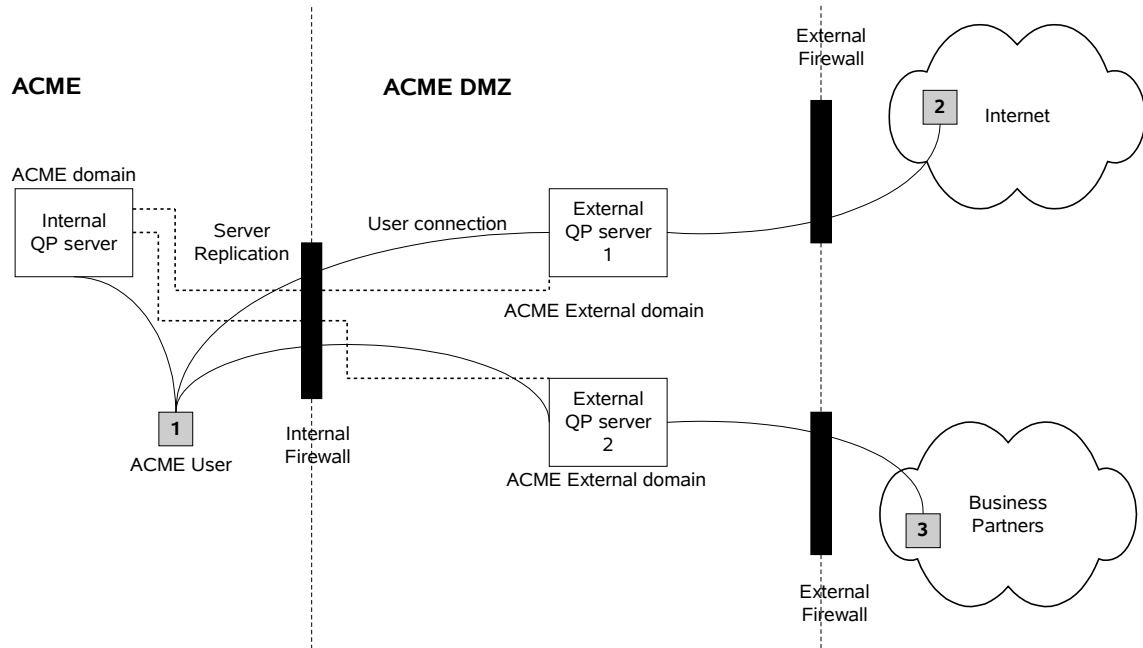 ACME
ACME DMZ
External
Firewall
2
Internet
ACME domain
Internal
QP server
Server
Replication
User connection
External
QP server
1
ACME External domain
1
ACME User
Internal
Firewall
External
QP server
2
ACME External domain
Business
Partners
3
External
Firewall